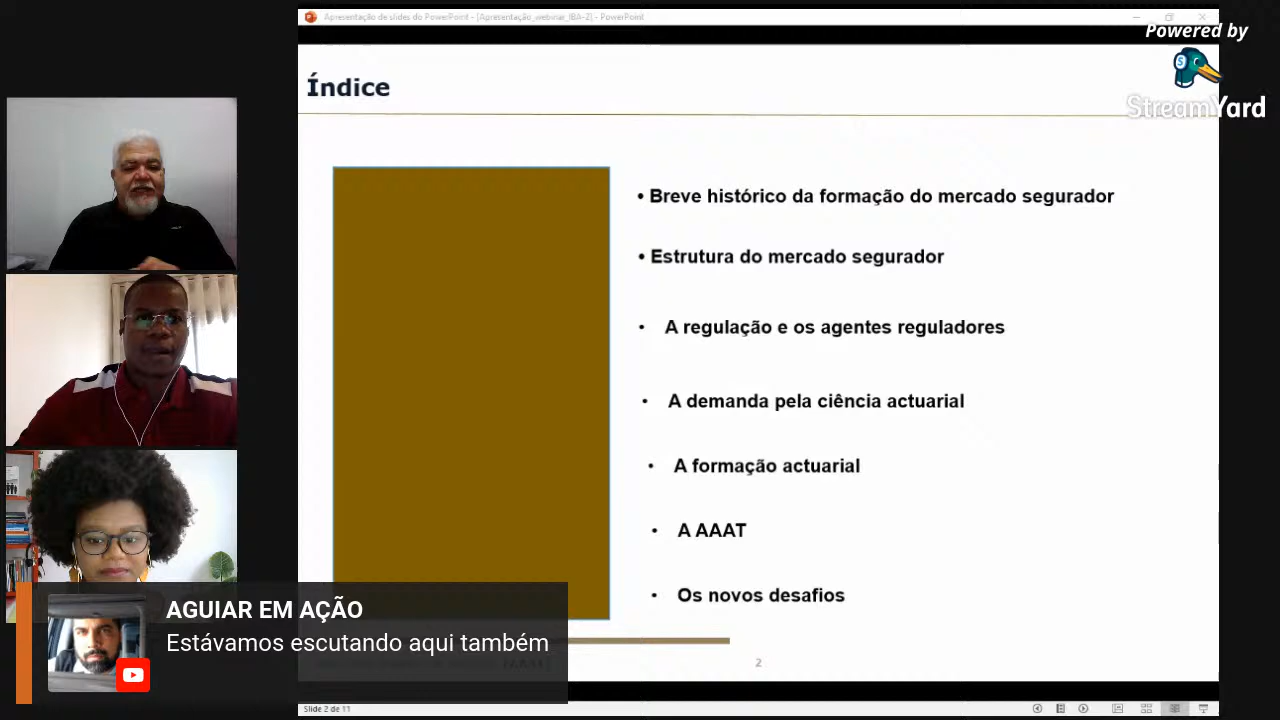 Apresentação de slides do PowerPoint - [Apresentação_webinar_IBA-2] - PowerPoint
Powered by
StreamYard
Índice
• Breve histórico da formação do mercado segurador
• Estrutura do mercado segurador
• A regulação e os agentes reguladores
• A demanda pela ciência actuarial
• A formação actuarial
• A AAAT
• Os novos desafios
AGUIAR EM AÇÃO
Estávamos escutando aqui também
2
Slide 2 de 11